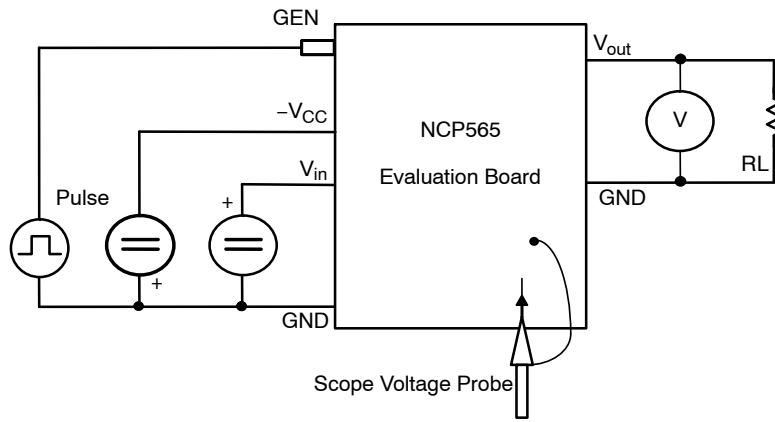 GEN
Vout
−VCC
NCP565
V
Vin
Evaluation Board
RL
Pulse
+
GND
+
GND
Scope Voltage Probe